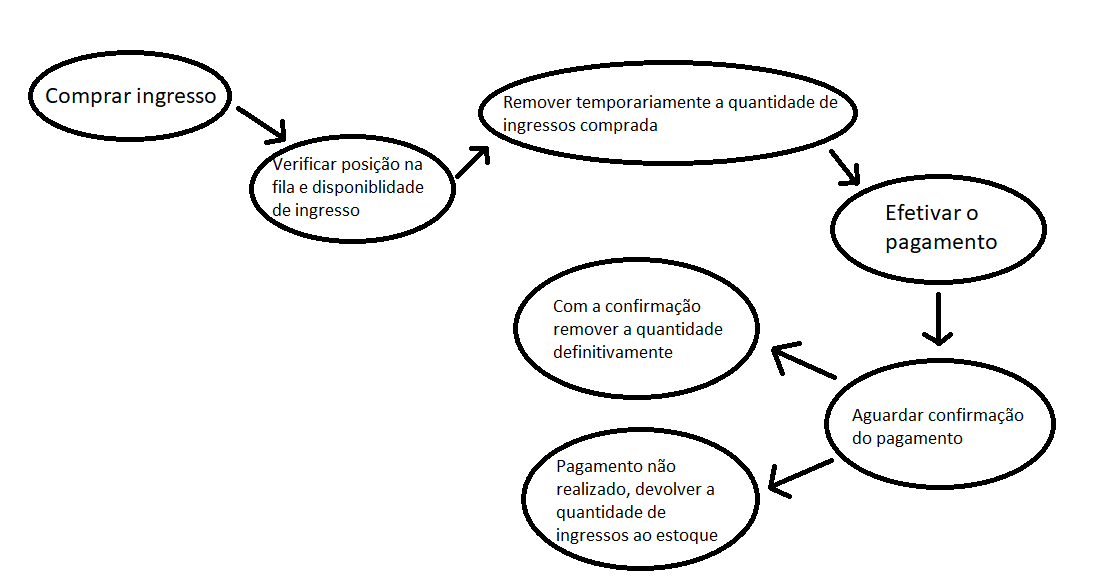 Comprar ingresso
Verificar posição na
fila e disponiblidade
de ingresso
Remover temporariamente a quantidade de
ingressos comprada
Efetivar o
pagamento
Aguardar confirmação
do pagamento
Com a confirmação
remover a quantidade
definitivamente
Pagamento não
realizado, devolver a
quantidade de
ingressos ao estoque